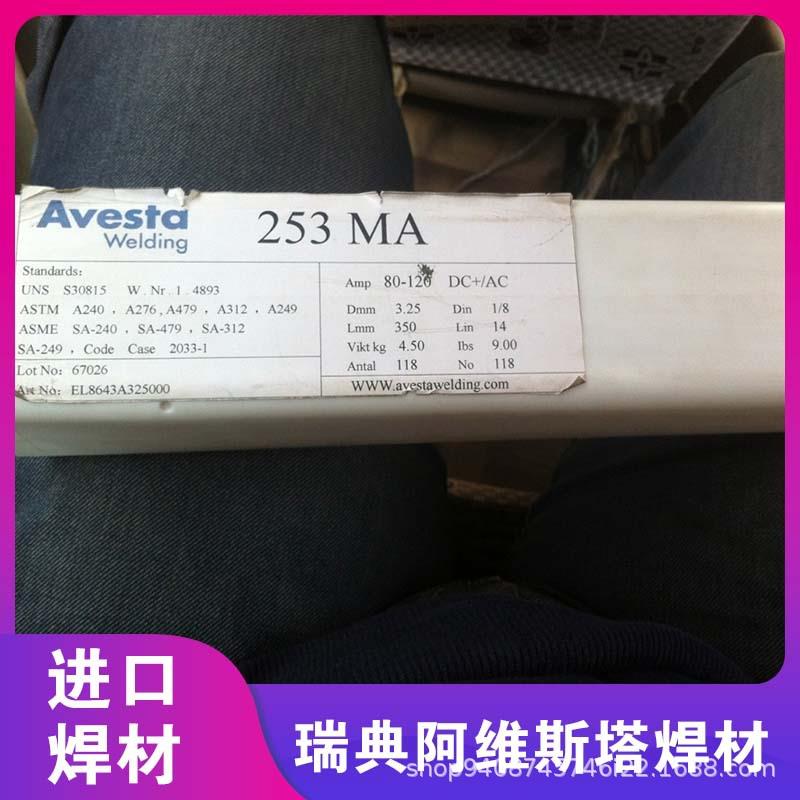 Avesta
Welding
253 MA
Standards:
UNS S30815 W . Nr . 1 . 4893
ASTM A240 , A276 , A479 , A312 , A249
ASME SA-240 , SA-479 , SA-312
SA-249 , Code Case 2033-1
Lot No: 67026
Art No: EL8643A325000
Amp 80-120 DC+/AC
Dmm 3.25 Din 1/8
Lmm 350 Lin 14
Vikt kg 4.50 Ibs 9.00
Antal 118 No 118
WWW.avestawelding.com
进口
焊材
瑞典阿维斯塔焊材